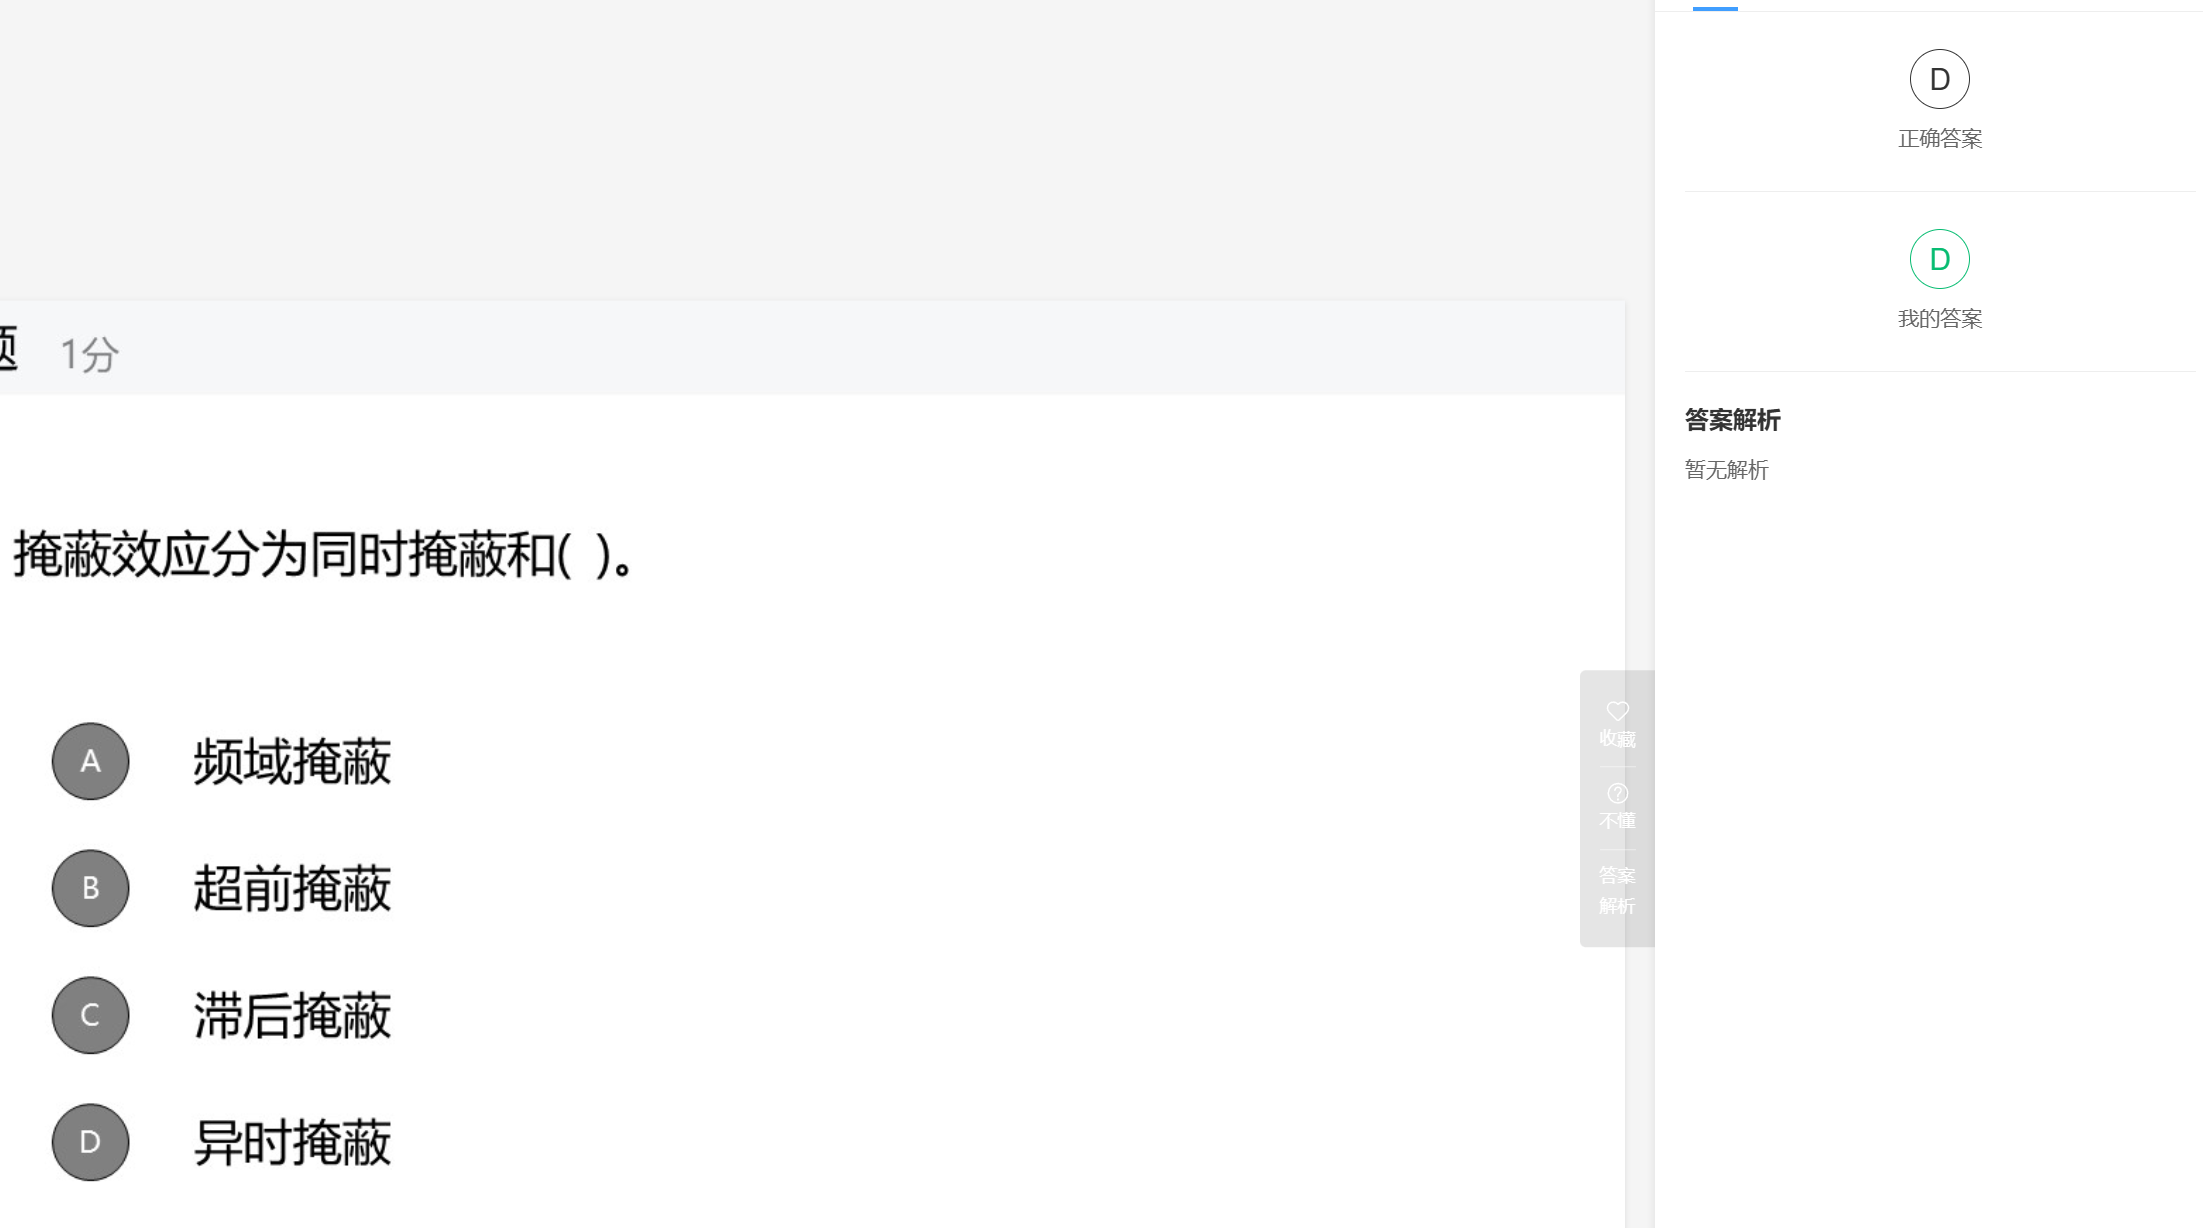 题 1分
掩蔽效应分为同时掩蔽和( )。
A 频域掩蔽
B 超前掩蔽
C 滞后掩蔽
D 异时掩蔽
收藏
不懂
答案
解析
D
正确答案
D
我的答案
答案解析
暂无解析